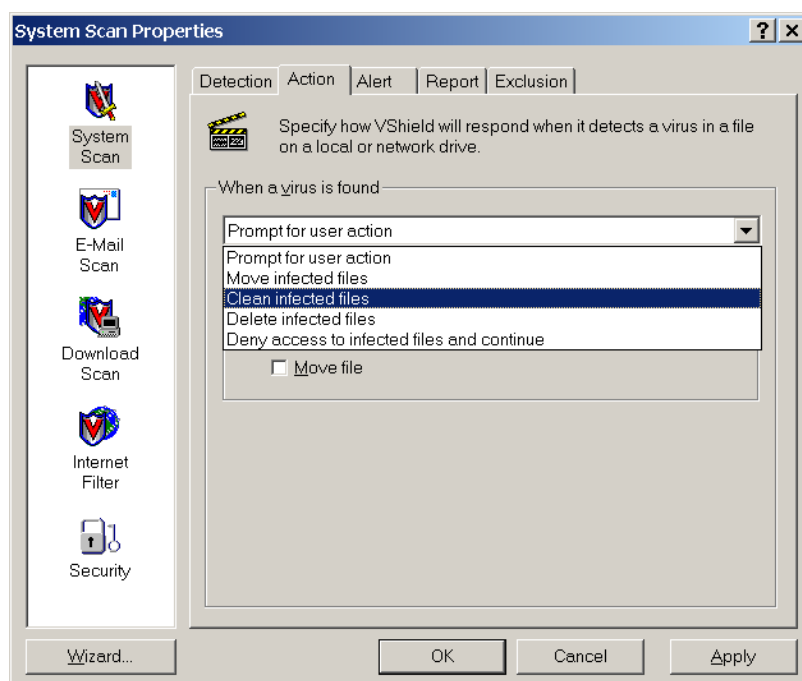 System Scan Properties
Detection Action Alert Report Exclusion
System
Scan
E-Mail
Scan
Download
Scan
Internet
Filter
Security
Specify how VShield will respond when it detects a virus in a file
on a local or network drive.
When a virus is found
Prompt for user action
Prompt for user action
Move infected files
Clean infected files
Delete infected files
Deny access to infected files and continue
Move file
Wizard... OK Cancel Apply